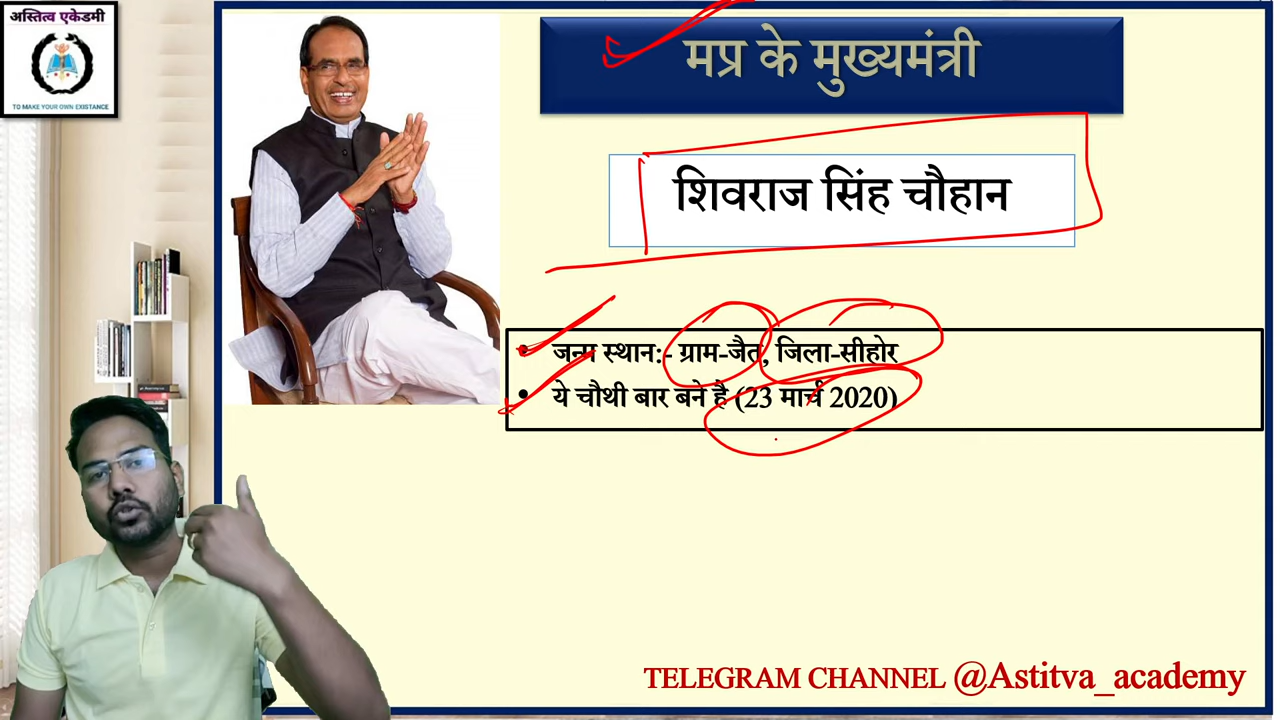 अस्तित्व एकेडमी
TO MAKE YOUR OWN EXISTANCE
मप्र के मुख्यमंत्री
शिवराज सिंह चौहान
• जन्म स्थान:- ग्राम-जैत, जिला-सीहोर
• ये चौथी बार बने है (23 मार्च 2020)
TELEGRAM CHANNEL @Astitva_academy